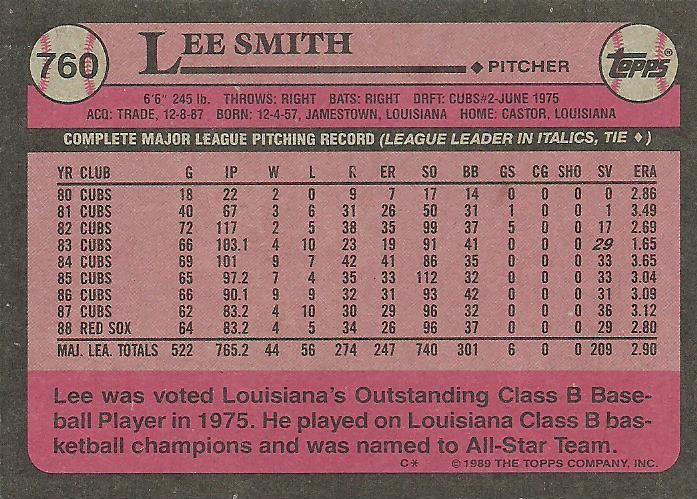 760
LEE SMITH
◆ PITCHER
Topps®
6'6" 245 lb. THROWS: RIGHT BATS: RIGHT DRFT: CUBS#2-JUNE 1975
ACQ: TRADE, 12-8-87 BORN: 12-4-57, JAMESTOWN, LOUISIANA HOME: CASTOR, LOUISIANA
COMPLETE MAJOR LEAGUE PITCHING RECORD (LEAGUE LEADER IN ITALICS, TIE ♦)
YR CLUB G IP W L R ER SO BB GS CG SHO SV ERA
80 CUBS 18 22 2 0 9 7 17 14 0 0 0 0 2.86
81 CUBS 40 67 3 6 31 26 50 31 1 0 0 1 3.49
82 CUBS 72 117 2 5 38 35 99 37 5 0 0 17 2.69
83 CUBS 66 103.1 4 10 23 19 91 41 0 0 0 29 1.65
84 CUBS 69 101 9 7 42 41 86 35 0 0 0 33 3.65
85 CUBS 65 97.2 7 4 35 33 112 32 0 0 0 33 3.04
86 CUBS 66 90.1 9 9 32 31 93 42 0 0 0 31 3.09
87 CUBS 62 83.2 4 10 30 29 96 32 0 0 0 36 3.12
88 RED SOX 64 83.2 4 5 34 26 96 37 0 0 0 29 2.80
MAJ. LEA. TOTALS 522 765.2 44 56 274 247 740 301 6 0 0 209 2.90
Lee was voted Louisiana's Outstanding Class B Base-
ball Player in 1975. He played on Louisiana Class B bas-
ketball champions and was named to All-Star Team.
C* © 1989 THE TOPPS COMPANY, INC.